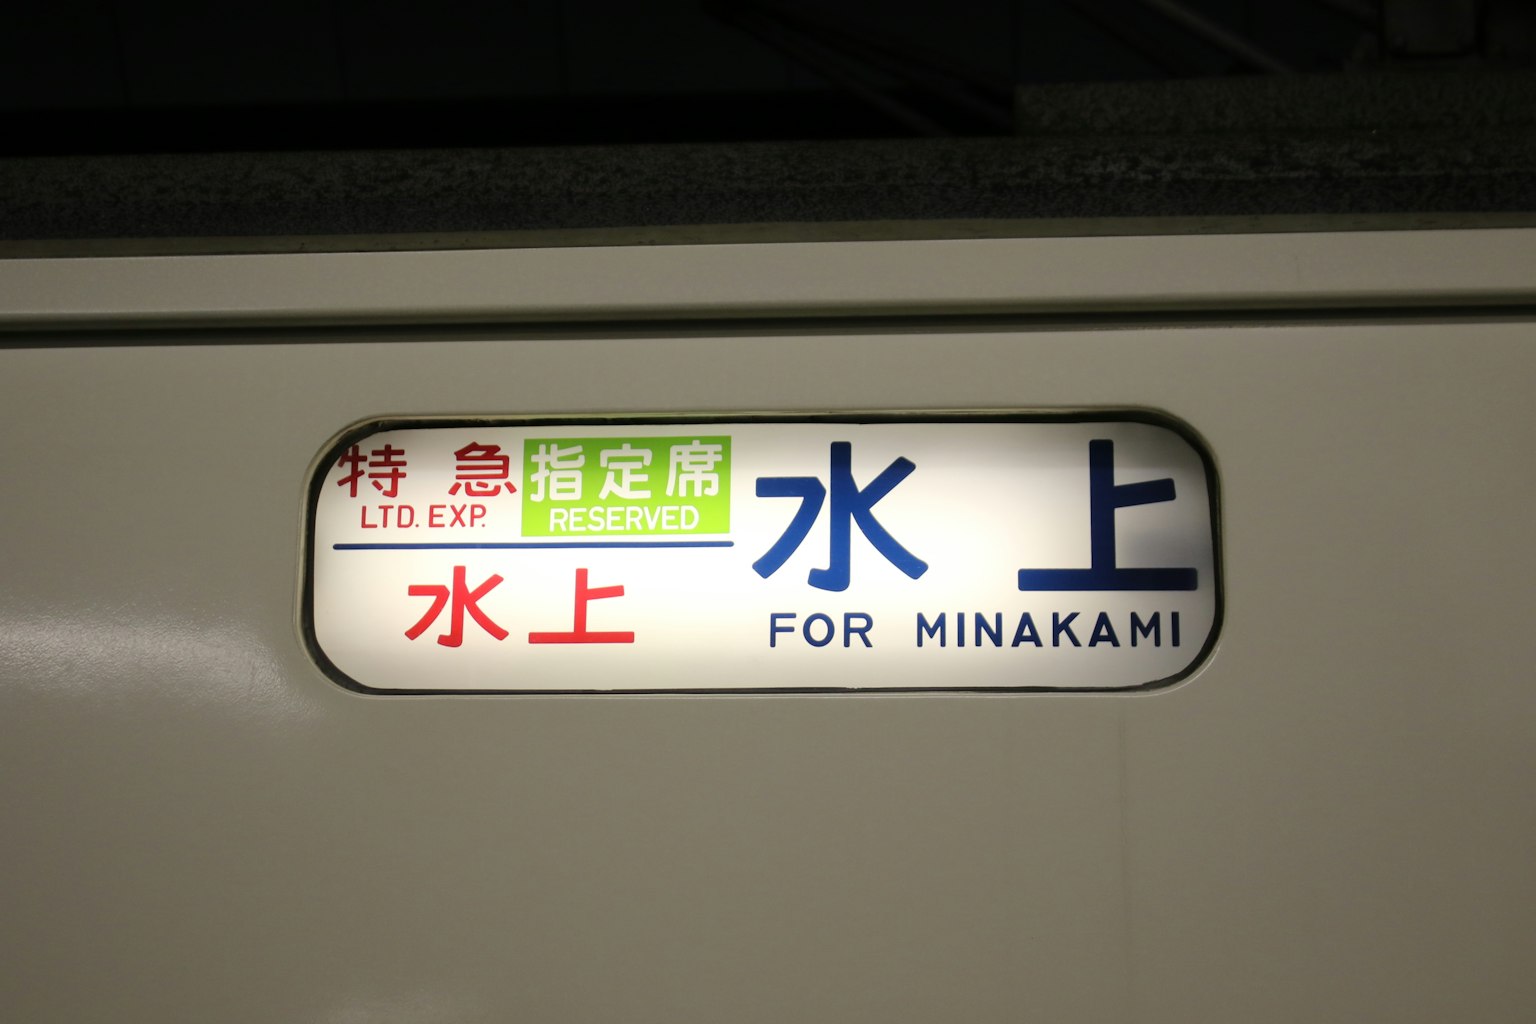 特急 指定席
LTD. EXP. RESERVED
水上
水上
FOR MINAKAMI